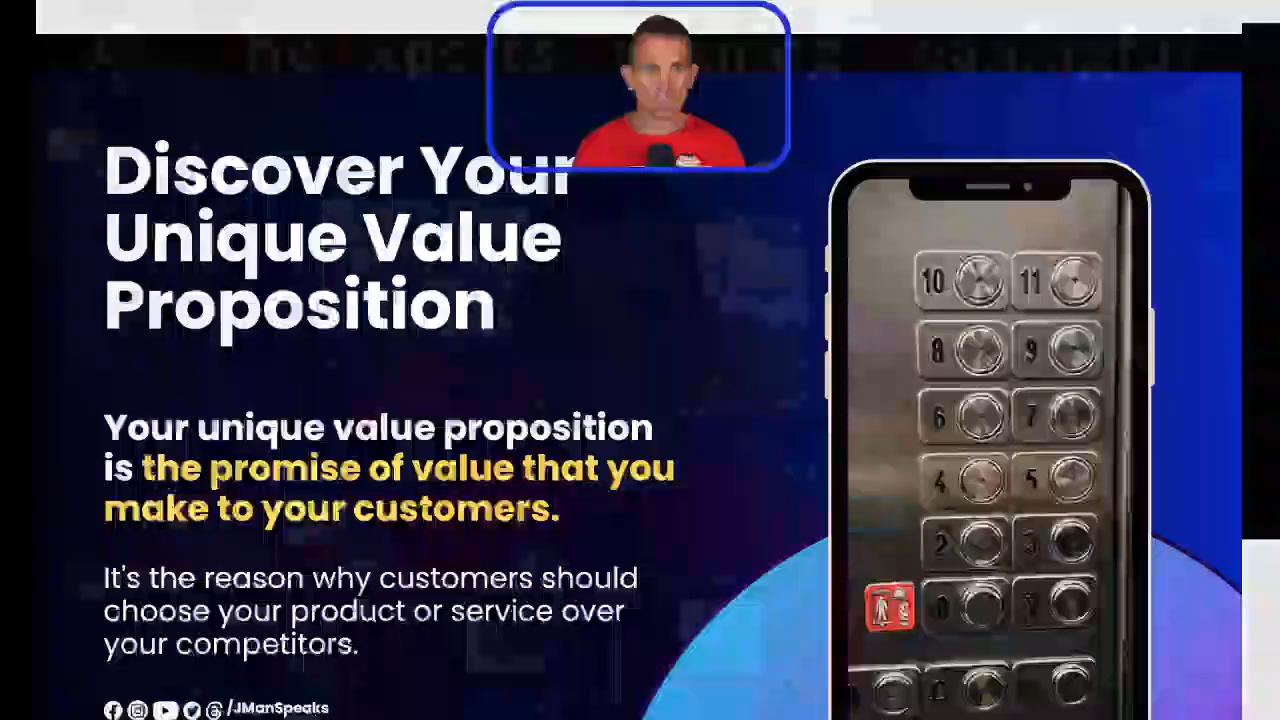 Discover Your
Unique Value
Proposition
Your unique value proposition
is the promise of value that you
make to your customers.
It's the reason why customers should
choose your product or service over
your competitors.
/JManSpeaks
10 11
8 9
6 7
4 5
2 3